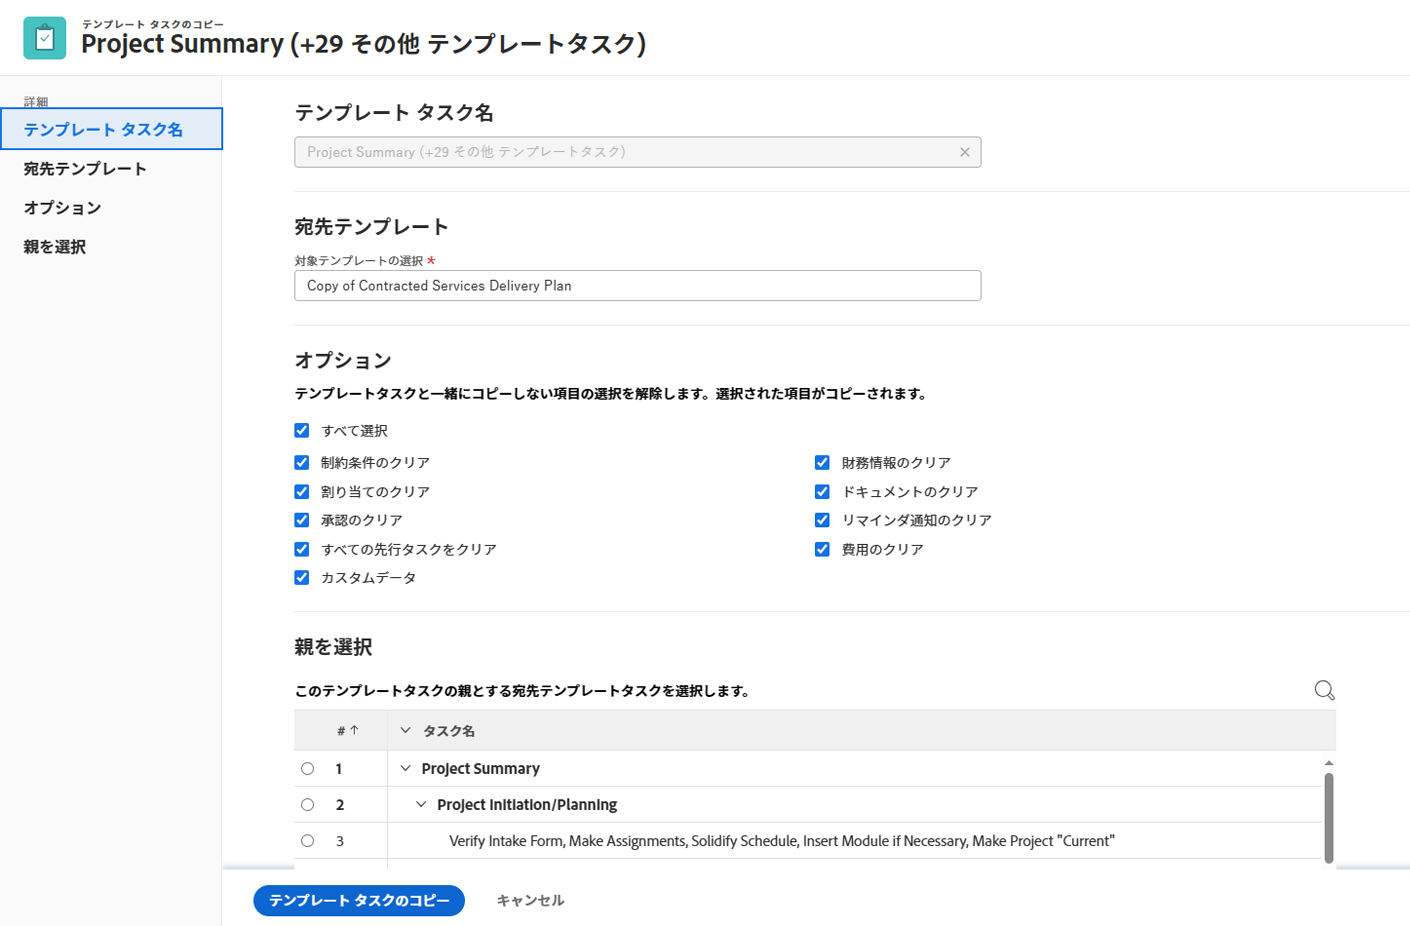 テンプレート タスクのコピー
Project Summary (+29 その他 テンプレートタスク)
詳細
テンプレート タスク名
宛先テンプレート
オプション
親を選択
テンプレート タスク名
Project Summary (+29 その他 テンプレートタスク)
宛先テンプレート
対象テンプレートの選択 *
Copy of Contracted Services Delivery Plan
オプション
テンプレートタスクと一緒にコピーしない項目の選択を解除します。選択された項目がコピーされます。
すべて選択
制約条件のクリア
財務情報のクリア
割り当てのクリア
ドキュメントのクリア
承認のクリア
リマインダ通知のクリア
すべての先行タスクをクリア
費用のクリア
カスタムデータ
親を選択
このテンプレートタスクの親とする宛先テンプレートタスクを選択します。
# ↑ タスク名
1 Project Summary
2 Project Initiation/Planning
3 Verify Intake Form, Make Assignments, Solidify Schedule, Insert Module if Necessary, Make Project "Current"
テンプレート タスクのコピー
キャンセル